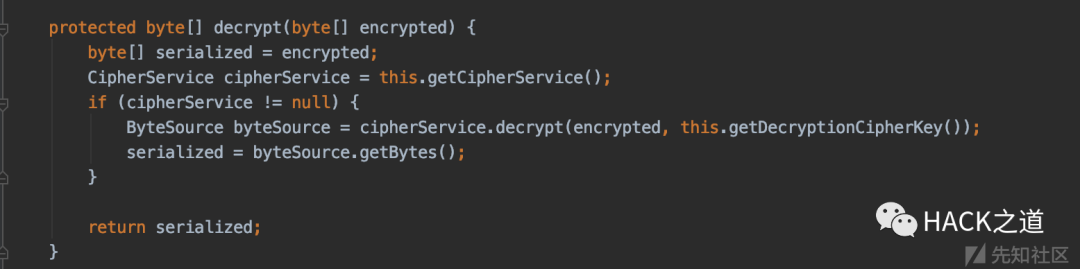 protected byte[] decrypt(byte[] encrypted) {
    byte[] serialized = encrypted;
    CipherService cipherService = this.getCipherService();
    if (cipherService != null) {
        ByteSource byteSource = cipherService.decrypt(encrypted, this.getDecryptionCipherKey());
        serialized = byteSource.getBytes();
    }
    return serialized;
}
HACK之道
先知社区